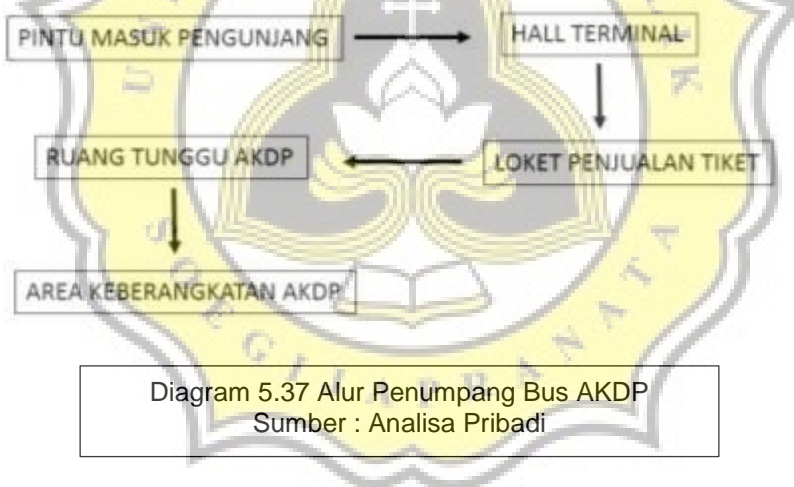 PINTU MASUK PENGUNJANG
HALL TERMINAL
LOKET PENJUALAN TIKET
RUANG TUNGGU AKDP
AREA KEBERANGKATAN AKDP
SOEGIJAPRANATA
Diagram 5.37 Alur Penumpang Bus AKDP
Sumber : Analisa Pribadi